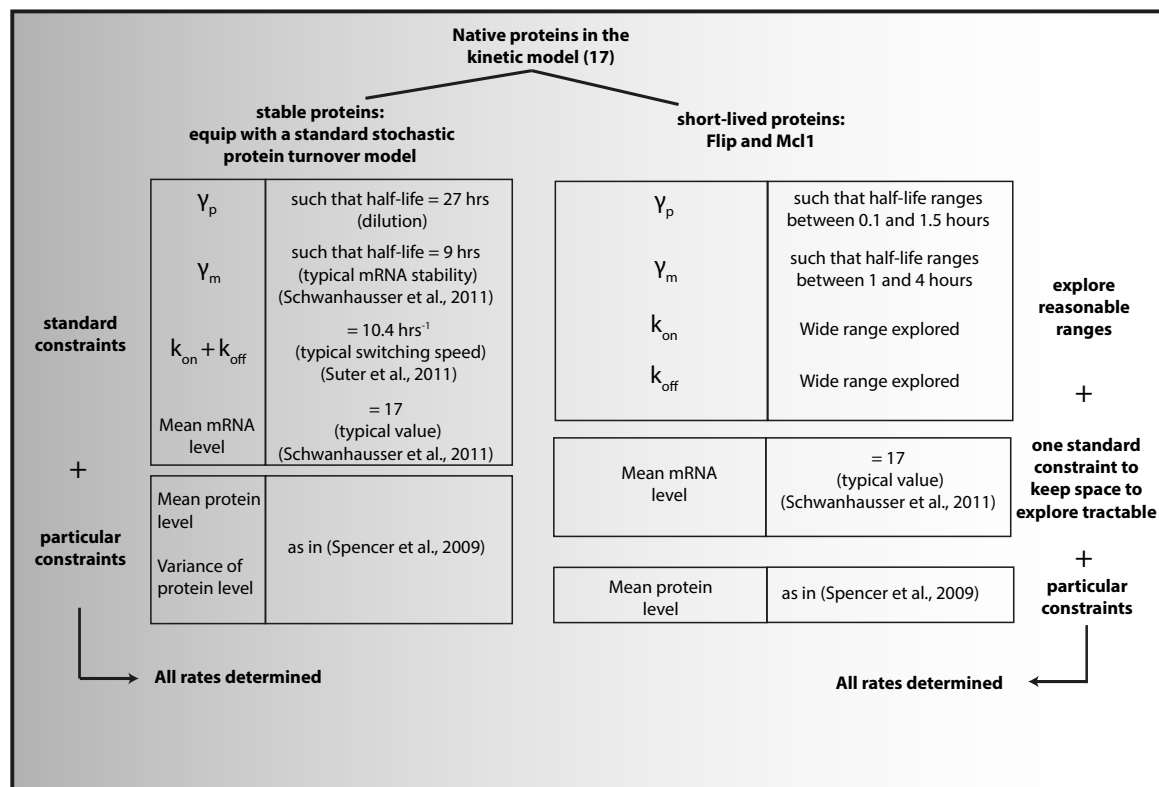 Native proteins in the
kinetic model (17)
stable proteins:
equip with a standard stochastic
protein turnover model
short-lived proteins:
Flip and Mcl1
standard
constraints
+
particular
constraints
γp
such that half-life = 27 hrs
(dilution)
γm
such that half-life = 9 hrs
(typical mRNA stability)
(Schwanhausser et al., 2011)
kon + koff
= 10.4 hrs-1
(typical switching speed)
(Suter et al., 2011)
Mean mRNA
level
= 17
(typical value)
(Schwanhausser et al., 2011)
Mean protein
level
Variance of
protein level
as in (Spencer et al., 2009)
All rates determined
γp
such that half-life ranges
between 0.1 and 1.5 hours
γm
such that half-life ranges
between 1 and 4 hours
kon
Wide range explored
koff
Wide range explored
Mean mRNA
level
= 17
(typical value)
(Schwanhausser et al., 2011)
Mean protein
level
as in (Spencer et al., 2009)
explore
reasonable
ranges
+
one standard
constraint to
keep space to
explore tractable
+
particular
constraints
All rates determined